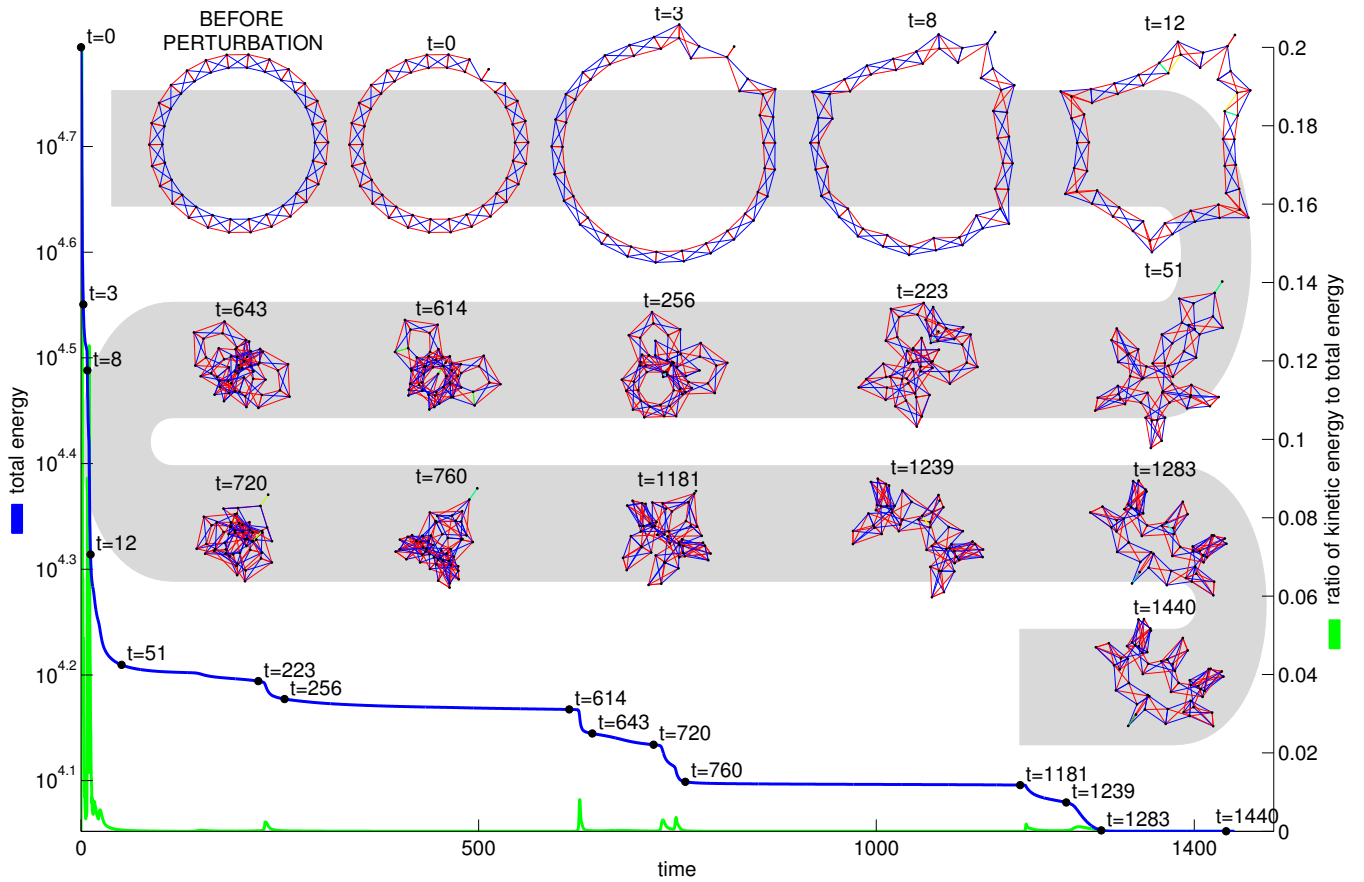 BEFORE
PERTURBATION
t=0
t=3
t=8
t=12
t=51
t=223
t=256
t=614
t=643
t=720
t=760
t=1181
t=1239
t=1283
t=1440
total energy
10^4.7
10^4.6
10^4.5
10^4.4
10^4.3
10^4.2
10^4.1
t=0
t=3
t=8
t=12
t=51
t=223
t=256
t=614
t=643
t=720
t=760
t=1181
t=1239
t=1283
t=1440
0
500
1000
1400
time
0.2
0.18
0.16
0.14
0.12
0.1
0.08
0.06
0.04
0.02
0
ratio of kinetic energy to total energy